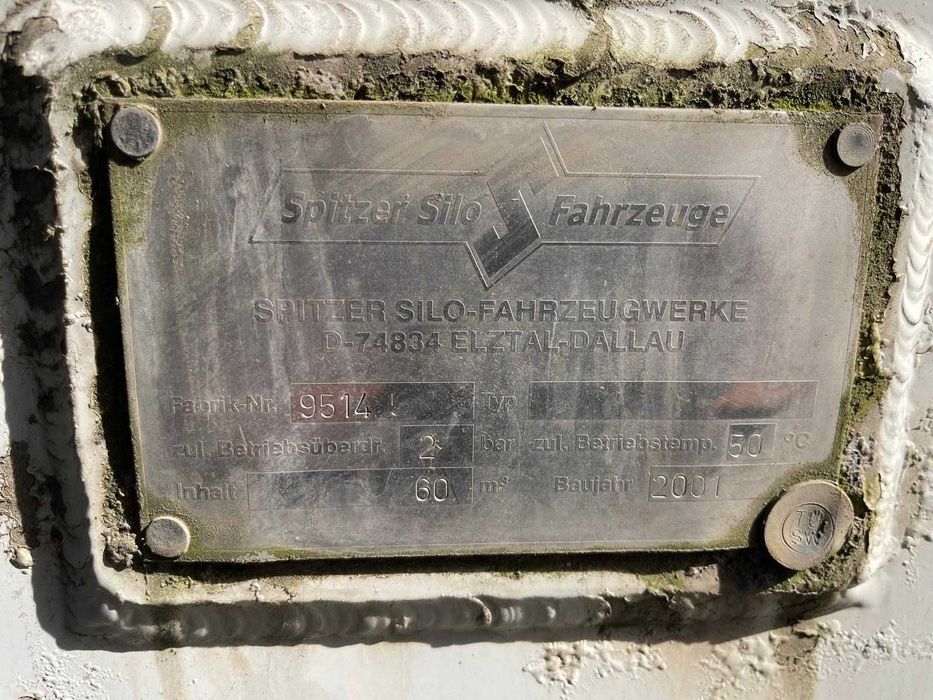 Spitzer Silo Fahrzeuge
SPITZER SILO-FAHRZEUGWERKE
D-74834 ELZTAL-DALLAU
Fabrik-Nr. 9514 Typ
zul. Betriebsüberdr. 2 bar zul. Betriebstemp. 50 °C
Inhalt 60 m³ Baujahr 2001
TÜV
SW